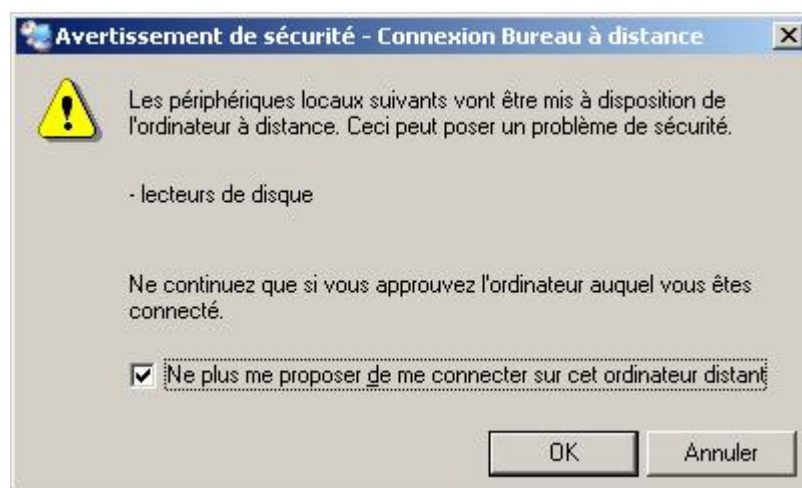 Avertissement de sécurité - Connexion Bureau à distance
Les périphériques locaux suivants vont être mis à disposition de
l'ordinateur à distance. Ceci peut poser un problème de sécurité.
- lecteurs de disque
Ne continuez que si vous approuvez l'ordinateur auquel vous êtes
connecté.
Ne plus me proposer de me connecter sur cet ordinateur distant
OK
Annuler